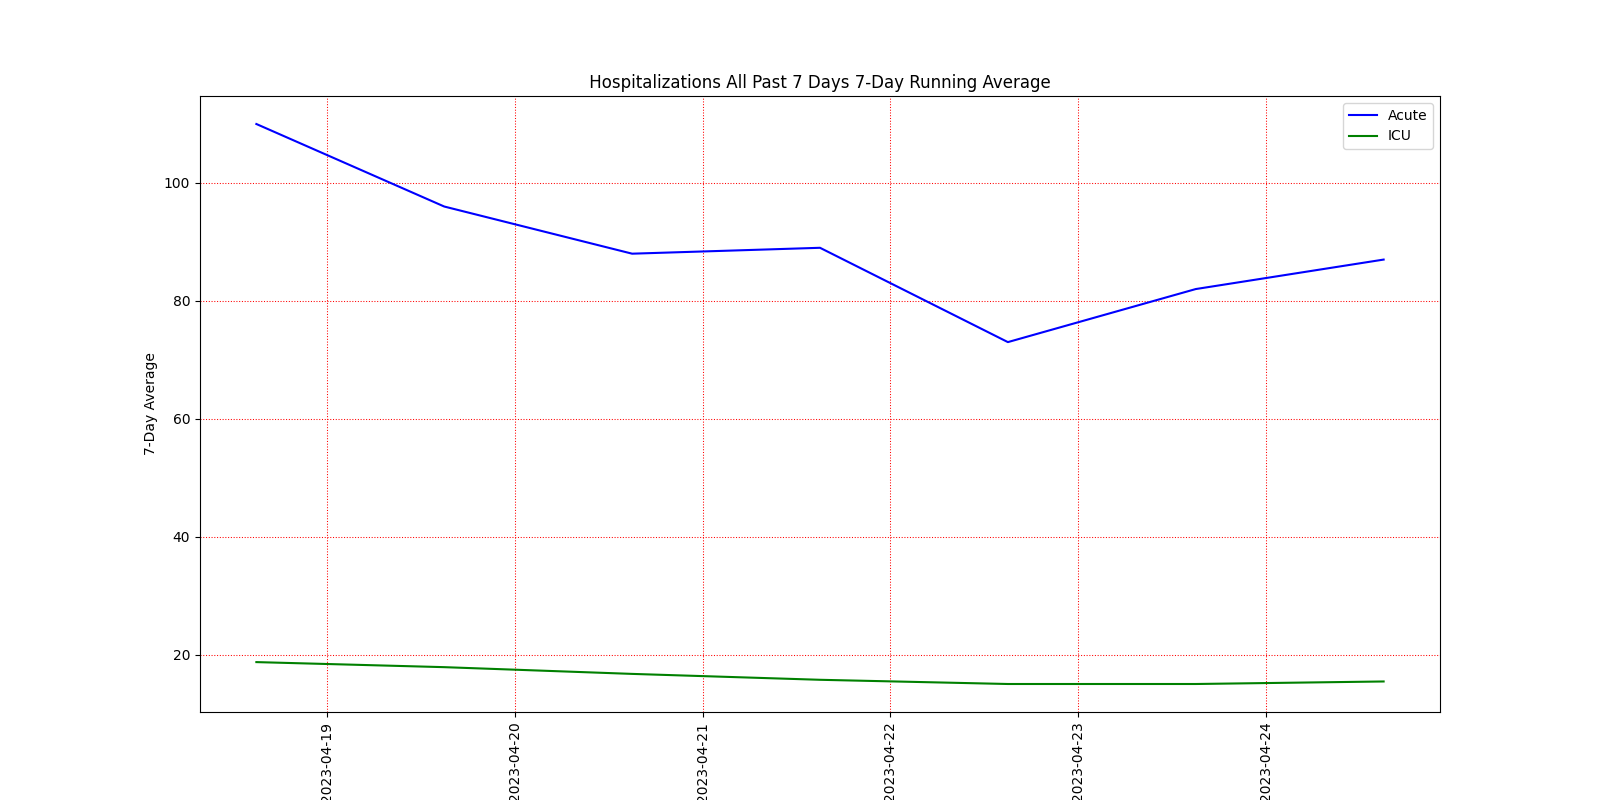 Hospitalizations All Past 7 Days 7-Day Running Average
Acute
ICU
7-Day Average
100
80
60
40
20
2023-04-19
2023-04-20
2023-04-21
2023-04-22
2023-04-23
2023-04-24